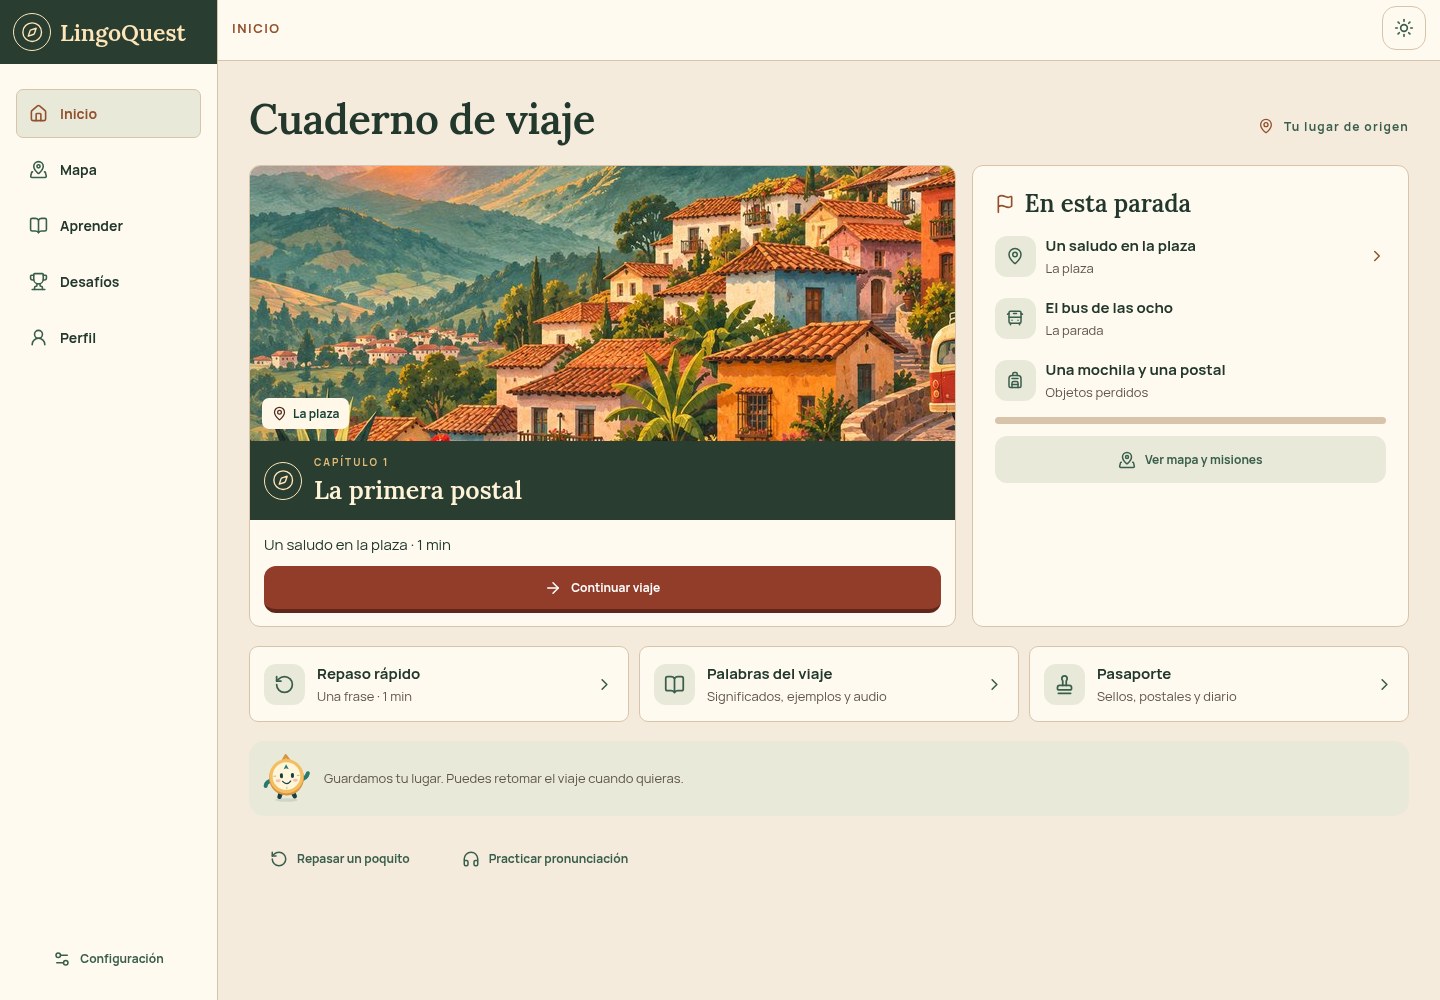 LingoQuest
INICIO
Inicio
Mapa
Aprender
Desafíos
Perfil
Configuración
Cuaderno de viaje
Tu lugar de origen
La plaza
CAPÍTULO 1
La primera postal
Un saludo en la plaza · 1 min
Continuar viaje
En esta parada
Un saludo en la plaza
La plaza
El bus de las ocho
La parada
Una mochila y una postal
Objetos perdidos
Ver mapa y misiones
Repaso rápido
Una frase · 1 min
Palabras del viaje
Significados, ejemplos y audio
Pasaporte
Sellos, postales y diario
Guardamos tu lugar. Puedes retomar el viaje cuando quieras.
Repasar un poquito
Practicar pronunciación